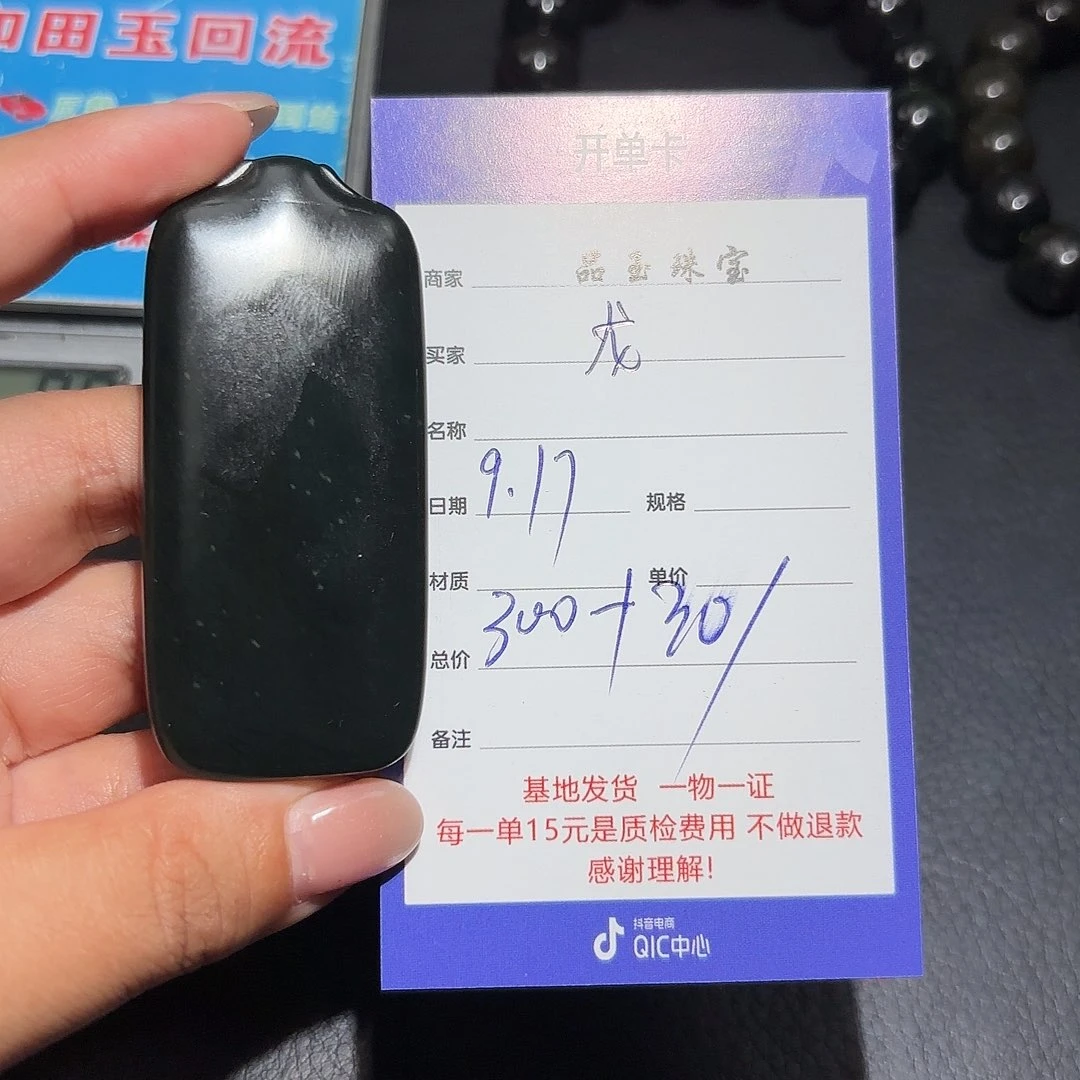 和田玉回流
开单卡
商家 器玉珠宝
买家 龙
名称
日期 9.17 规格
材质 单价
总价 300+30/
备注
基地发货 一物一证
每一单15元是质检费用 不做退款
感谢理解!
抖音电商
QIC中心